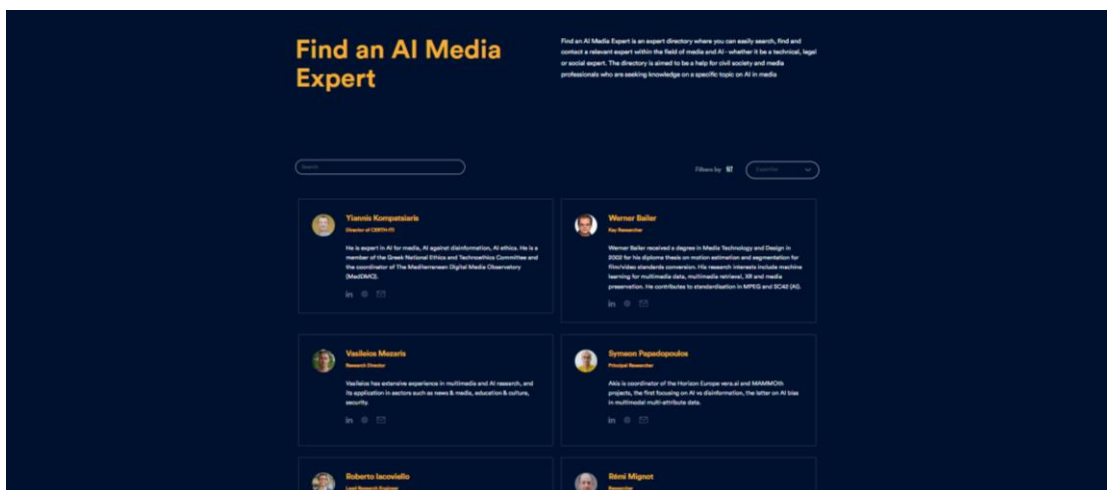 Find an AI Media
Expert
Find an AI Media Expert is an expert directory where you can easily search, find and
contact a relevant expert within the field of media and AI - whether it be a technical, legal
or social expert. The directory is aimed to be a help for civil society and media
professionals who are seeking knowledge on a specific topic on AI in media
Search
Filters by
Expertise
Yiannis Kompatsiaris
Director of CERTH-ITI
He is expert in AI for media, AI against disinformation, AI ethics. He is a
member of the Greek National Ethics and Technoethics Committee and
the coordinator of The Mediterranean Digital Media Observatory
(MedDMO).
in
Werner Bailer
Key Researcher
Werner Bailer received a degree in Media Technology and Design in
2002 for his diploma thesis on motion estimation and segmentation for
film/video standards conversion. His research interests include machine
learning for multimedia data, multimedia retrieval, XR and media
preservation. He contributes to standardisation in MPEG and SC42 (AI).
in
Vasileios Mezaris
Research Director
Vasileios has extensive experience in multimedia and AI research, and
its application in sectors such as news & media, education & culture,
security.
in
Symeon Papadopoulos
Principal Researcher
Akis is coordinator of the Horizon Europe vera.ai and MAMMOth
projects, the first focusing on AI vs disinformation, the latter on AI bias
in multimodal multi-attribute data.
in
Roberto Iacoviello
Lead Research Engineer
Rémi Mignot
Researcher